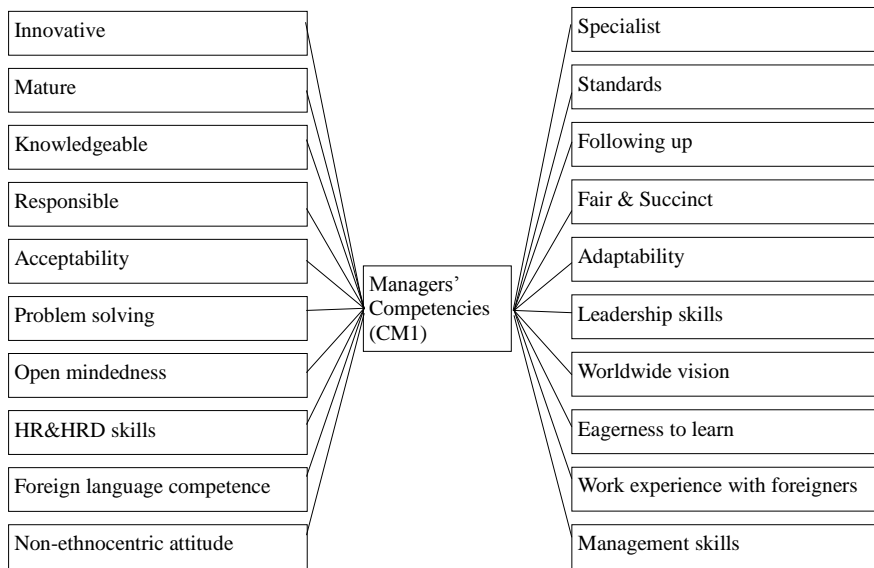 Innovative
Mature
Knowledgeable
Responsible
Acceptability
Problem solving
Open mindedness
HR&HRD skills
Foreign language competence
Non-ethnocentric attitude
Managers’
Competencies
(CM1)
Specialist
Standards
Following up
Fair & Succinct
Adaptability
Leadership skills
Worldwide vision
Eagerness to learn
Work experience with foreigners
Management skills